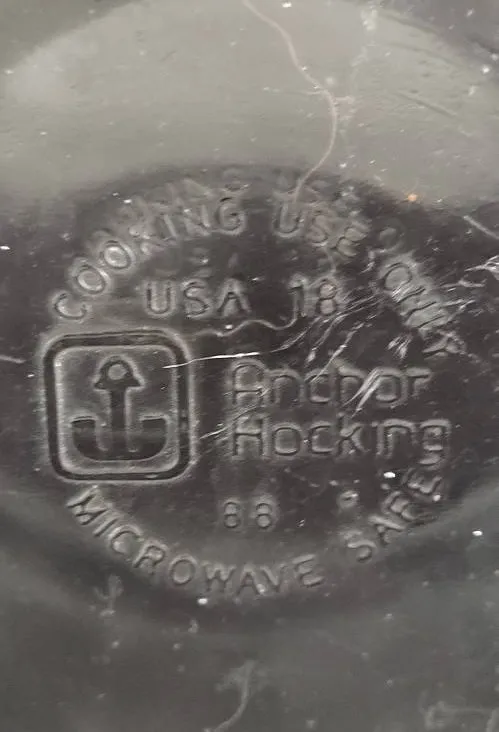 COOKING USE ONLY
USA 18
Anchor
Hocking
88
MICROWAVE SAFE